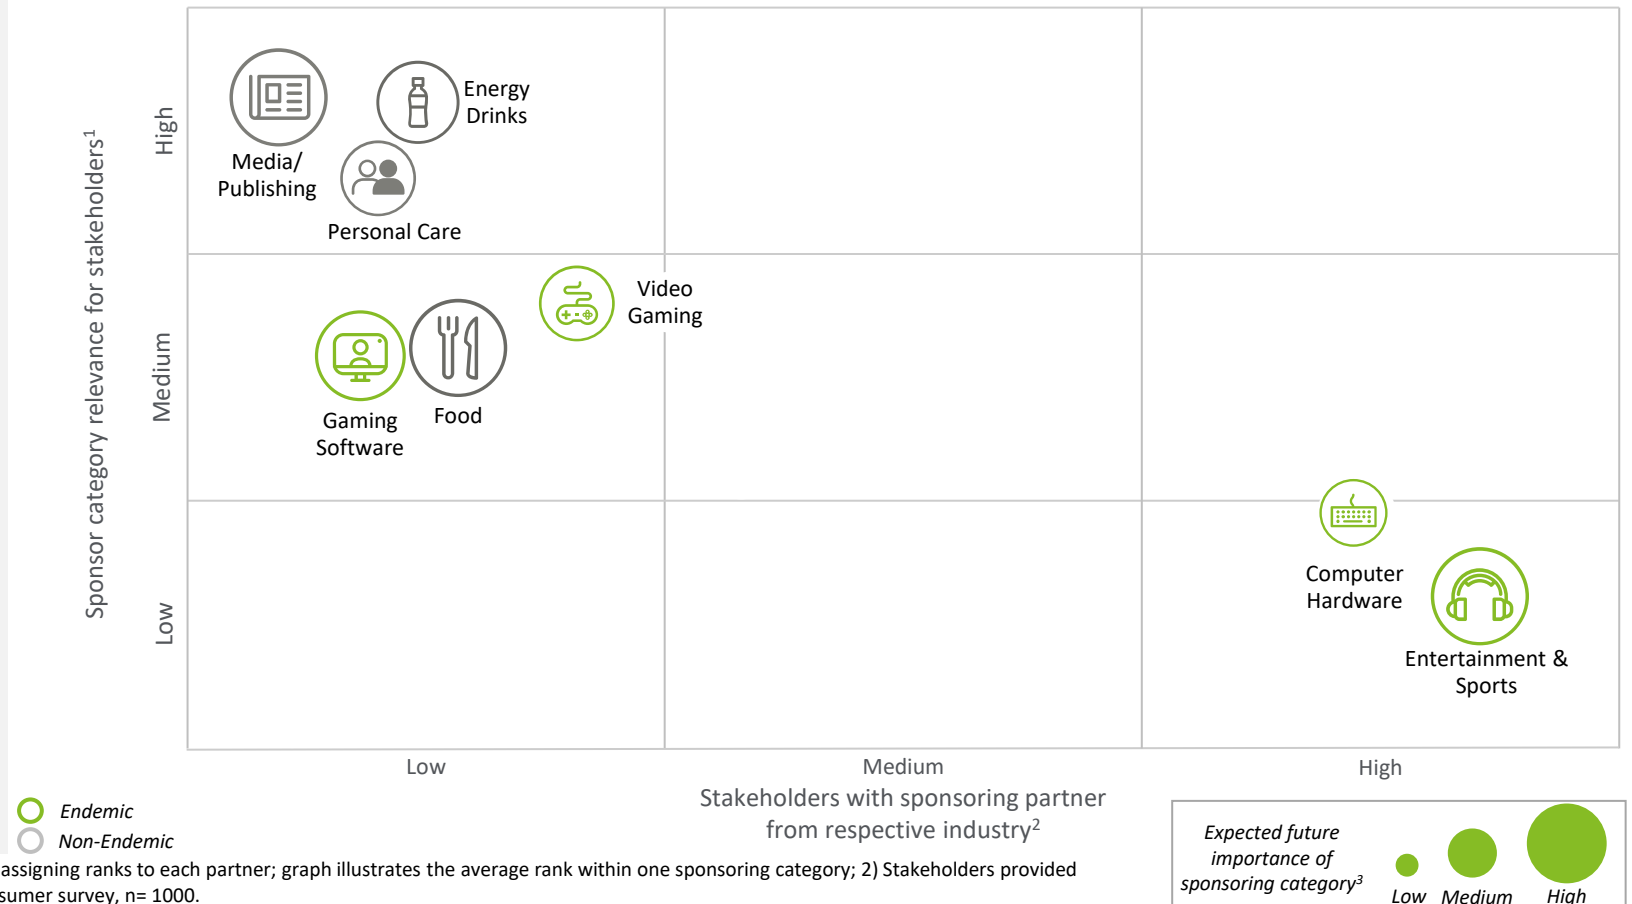 Sponsor category relevance for stakeholders1
High
Medium
Low
Media/
Publishing
Energy
Drinks
Personal Care
Video
Gaming
Gaming
Software
Food
Computer
Hardware
Entertainment &
Sports
Low
Medium
High
Stakeholders with sponsoring partner
from respective industry2
Endemic
Non-Endemic
Expected future
importance of
sponsoring category3
Low
Medium
High
assigning ranks to each partner; graph illustrates the average rank within one sponsoring category; 2) Stakeholders provided
survey, n= 1000.